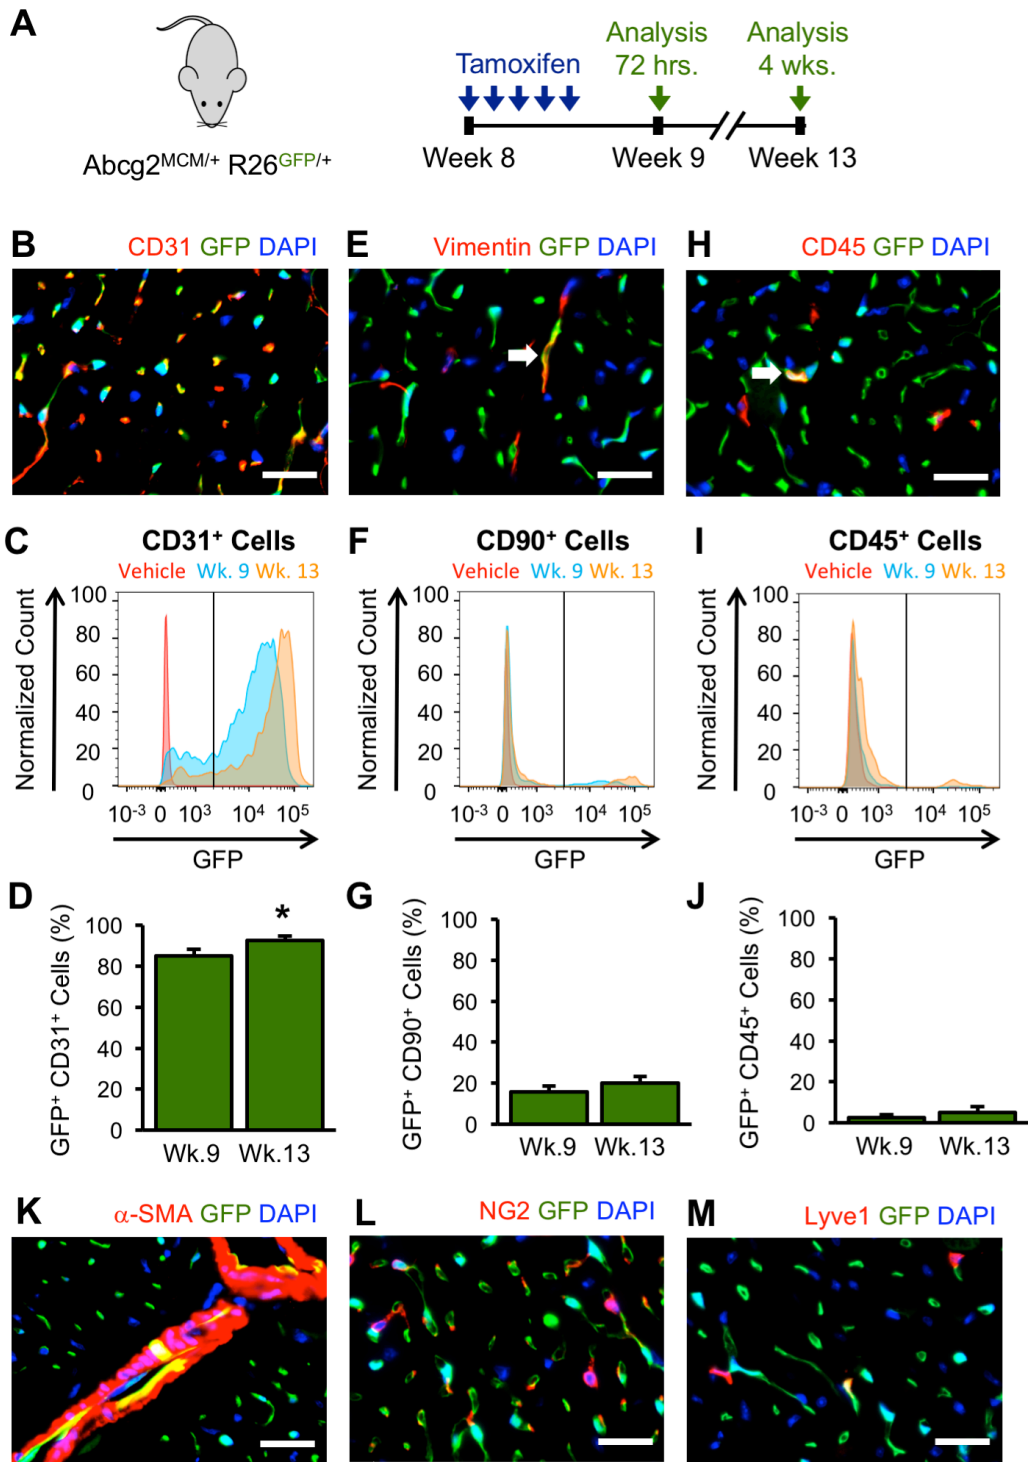 A
Tamoxifen
Analysis
72 hrs.
Analysis
4 wks.
Abcg2MCM/+ R26GFP/+
Week 8 Week 9 Week 13
B CD31 GFP DAPI
E Vimentin GFP DAPI
H CD45 GFP DAPI
C CD31+ Cells
Vehicle Wk. 9 Wk. 13
Normalized Count
100
80
60
40
20
0
10-3 0 103 104 105
GFP
F CD90+ Cells
Vehicle Wk. 9 Wk. 13
Normalized Count
100
80
60
40
20
0
10-3 0 103 104 105
GFP
I CD45+ Cells
Vehicle Wk. 9 Wk. 13
Normalized Count
100
80
60
40
20
0
10-3 0 103 104 105
GFP
D
GFP+ CD31+ Cells (%)
100
80
60
40
20
0
*
Wk.9 Wk.13
G
GFP+ CD90+ Cells (%)
100
80
60
40
20
0
Wk.9 Wk.13
J
GFP+ CD45+ Cells (%)
100
80
60
40
20
0
Wk.9 Wk.13
K α-SMA GFP DAPI
L NG2 GFP DAPI
M Lyve1 GFP DAPI